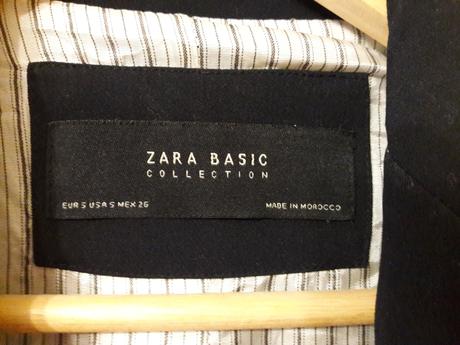 ZARA BASIC
COLLECTION
EUR S USA S MEX 26
MADE IN MOROCCO